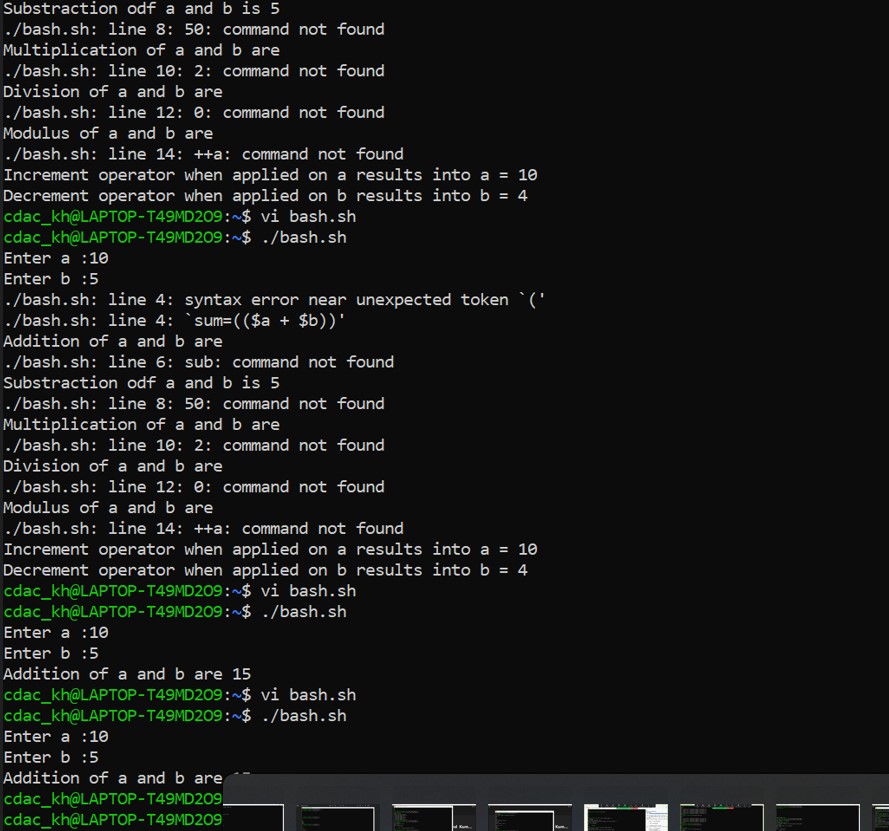 Substraction odf a and b is 5
./bash.sh: line 8: 50: command not found
Multiplication of a and b are
./bash.sh: line 10: 2: command not found
Division of a and b are
./bash.sh: line 12: 0: command not found
Modulus of a and b are
./bash.sh: line 14: ++a: command not found
Increment operator when applied on a results into a = 10
Decrement operator when applied on b results into b = 4
cdac_kh@LAPTOP-T49MD2O9:~$ vi bash.sh
cdac_kh@LAPTOP-T49MD2O9:~$ ./bash.sh
Enter a :10
Enter b :5
./bash.sh: line 4: syntax error near unexpected token `('
./bash.sh: line 4: `sum=(($a + $b))'
Addition of a and b are
./bash.sh: line 6: sub: command not found
Substraction odf a and b is 5
./bash.sh: line 8: 50: command not found
Multiplication of a and b are
./bash.sh: line 10: 2: command not found
Division of a and b are
./bash.sh: line 12: 0: command not found
Modulus of a and b are
./bash.sh: line 14: ++a: command not found
Increment operator when applied on a results into a = 10
Decrement operator when applied on b results into b = 4
cdac_kh@LAPTOP-T49MD2O9:~$ vi bash.sh
cdac_kh@LAPTOP-T49MD2O9:~$ ./bash.sh
Enter a :10
Enter b :5
Addition of a and b are 15
cdac_kh@LAPTOP-T49MD2O9:~$ vi bash.sh
cdac_kh@LAPTOP-T49MD2O9:~$ ./bash.sh
Enter a :10
Enter b :5
Addition of a and b are
cdac_kh@LAPTOP-T49MD2O9
cdac_kh@LAPTOP-T49MD2O9